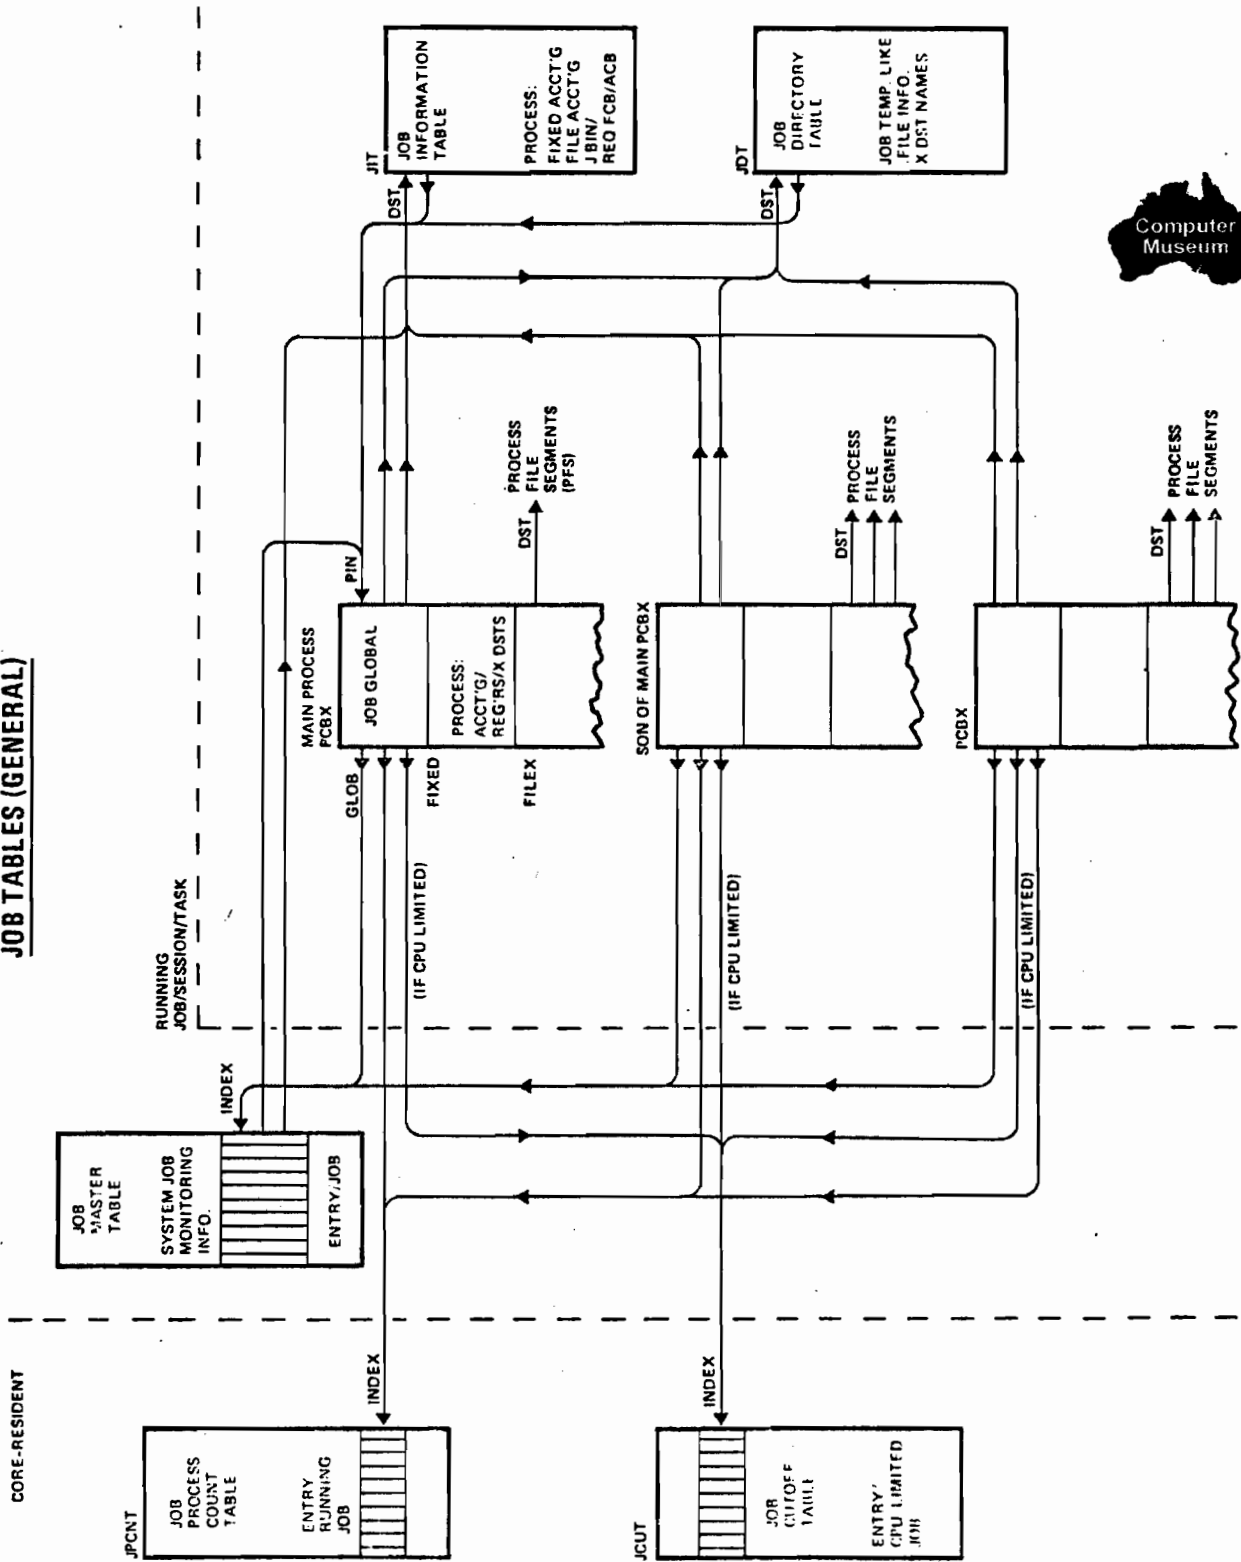 JOB TABLES (GENERAL)
CORE-RESIDENT
RUNNING
JOB/SESSION/TASK
JPCNT
JOB
PROCESS
COUNT
TABLE
ENTRY
RUNNING
JOB
INDEX
JCUT
JOB
CUTOFF
TABLE
ENTRY/
CPU LIMITED
JOB
INDEX
JOB
MASTER
TABLE
SYSTEM JOB
MONITORING
INFO.
ENTRY/JOB
INDEX
MAIN PROCESS
PCBX
JOB GLOBAL
PROCESS:
ACCT'G/
REG'RS/X DSTS
GLOB
FIXED
FILEX
(IF CPU LIMITED)
PIN
DST
PROCESS
FILE
SEGMENTS
(PFS)
SON OF MAIN PCBX
(IF CPU LIMITED)
DST
PROCESS
FILE
SEGMENTS
PCBX
(IF CPU LIMITED)
DST
PROCESS
FILE
SEGMENTS
JIT
JOB
INFORMATION
TABLE
PROCESS:
FIXED ACCT'G
FILE ACCT'G
J BIN/
REQ FCB/ACB
DST
JDT
JOB
DIRECTORY
TABLE
JOB TEMP. LIKE
FILE INFO.
X DST NAMES
DST
Computer
Museum